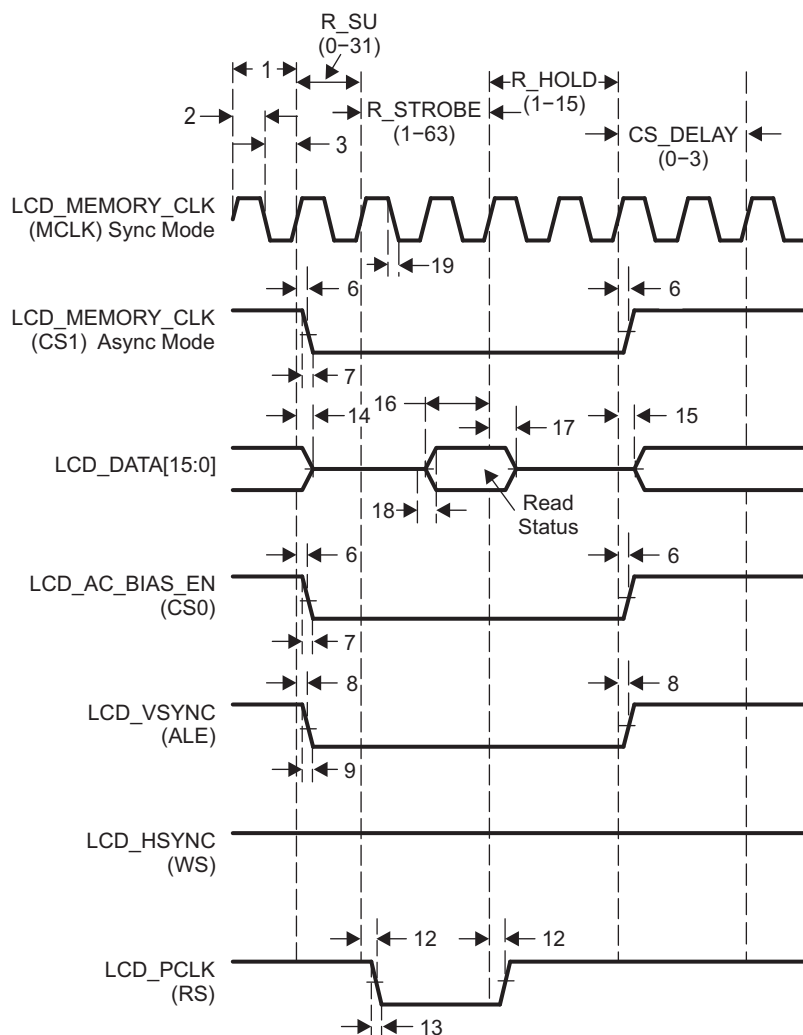 R_SU
(0−31)
1
R_HOLD
(1−15)
2
R_STROBE
(1−63)
CS_DELAY
(0−3)
3
LCD_MEMORY_CLK
(MCLK) Sync Mode
19
6
6
LCD_MEMORY_CLK
(CS1) Async Mode
7
16
14
17
15
LCD_DATA[15:0]
18
Read
Status
6
6
LCD_AC_BIAS_EN
(CS0)
7
8
8
LCD_VSYNC
(ALE)
9
LCD_HSYNC
(WS)
12
12
LCD_PCLK
(RS)
13